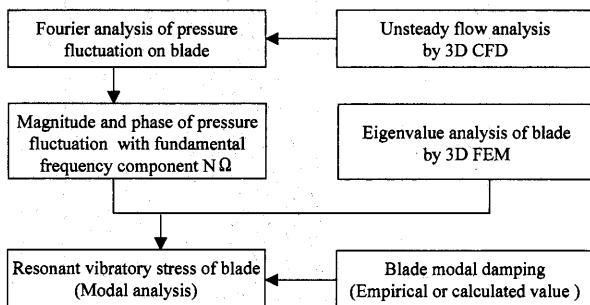 Fourier analysis of pressure
fluctuation on blade
Unsteady flow analysis
by 3D CFD
Magnitude and phase of pressure
fluctuation with fundamental
frequency component NΩ
Eigenvalue analysis of blade
by 3D FEM
Resonant vibratory stress of blade
(Modal analysis)
Blade modal damping
(Empirical or calculated value )